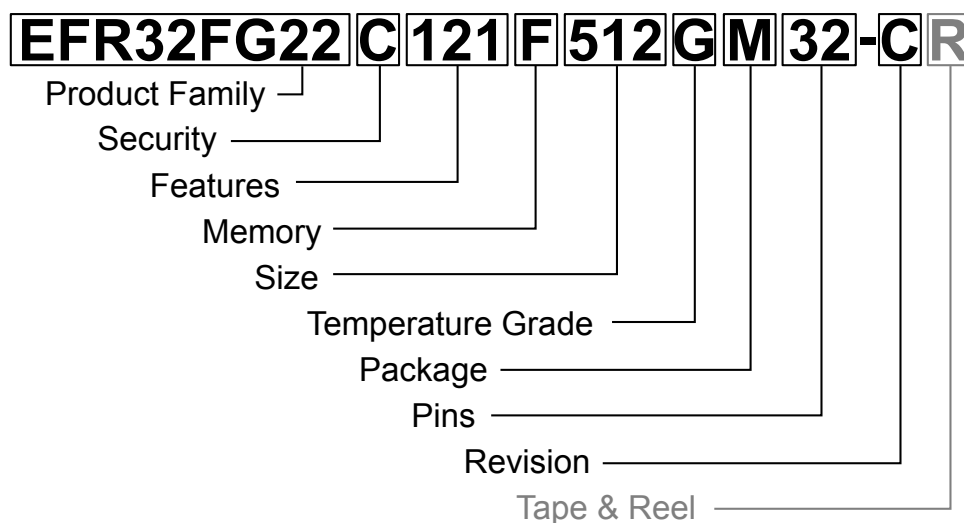 EFR32FG22 C 121 F 512 G M 32-C R
Product Family
Security
Features
Memory
Size
Temperature Grade
Package
Pins
Revision
Tape & Reel